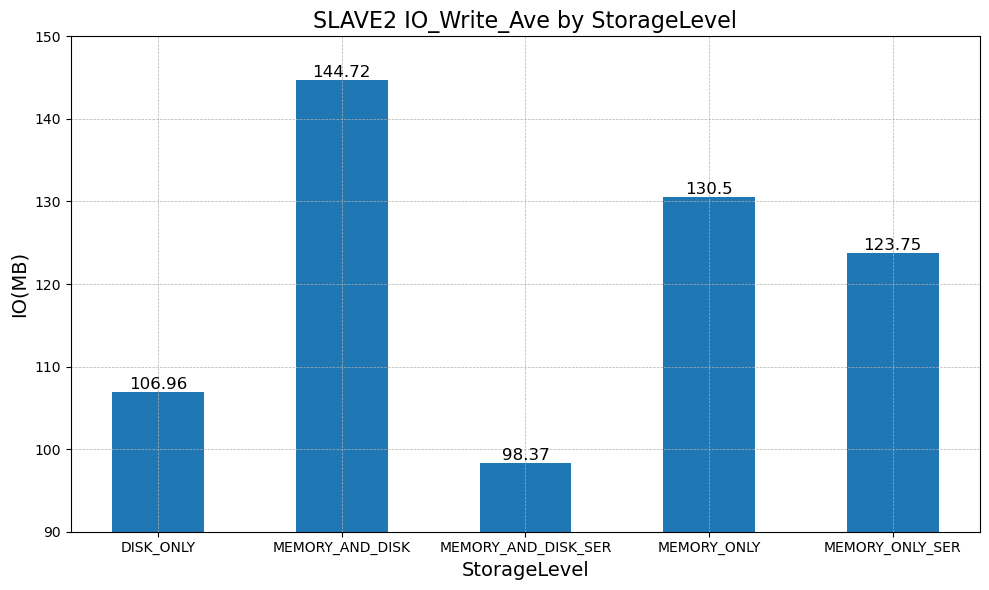 SLAVE2 IO_Write_Ave by StorageLevel
IO(MB)
150
140
130
120
110
100
90
106.96
144.72
98.37
130.5
123.75
DISK_ONLY
MEMORY_AND_DISK
MEMORY_AND_DISK_SER
MEMORY_ONLY
MEMORY_ONLY_SER
StorageLevel